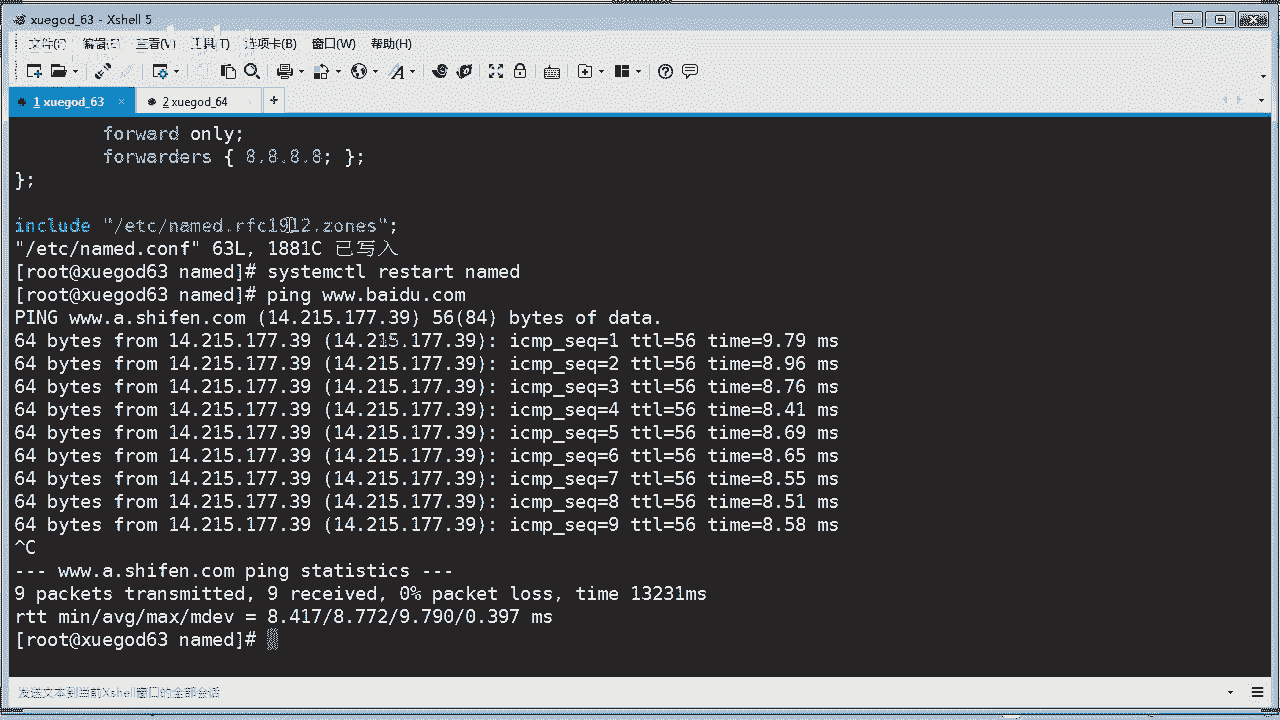 xuegod_63 - Xshell 5
文件(F) 编辑(E) 查看(V) 工具(T) 选项卡(B) 窗口(W) 帮助(H)
1 xuegod_63 × 2 xuegod_64 +
forward only;
forwarders { 8.8.8.8; };
};
include "/etc/named.rfc1912.zones";
"/etc/named.conf" 63L, 1881C 已写入
[root@xuegod63 named]# systemctl restart named
[root@xuegod63 named]# ping www.baidu.com
PING www.a.shifen.com (14.215.177.39) 56(84) bytes of data.
64 bytes from 14.215.177.39 (14.215.177.39): icmp_seq=1 ttl=56 time=9.79 ms
64 bytes from 14.215.177.39 (14.215.177.39): icmp_seq=2 ttl=56 time=8.96 ms
64 bytes from 14.215.177.39 (14.215.177.39): icmp_seq=3 ttl=56 time=8.76 ms
64 bytes from 14.215.177.39 (14.215.177.39): icmp_seq=4 ttl=56 time=8.41 ms
64 bytes from 14.215.177.39 (14.215.177.39): icmp_seq=5 ttl=56 time=8.69 ms
64 bytes from 14.215.177.39 (14.215.177.39): icmp_seq=6 ttl=56 time=8.65 ms
64 bytes from 14.215.177.39 (14.215.177.39): icmp_seq=7 ttl=56 time=8.55 ms
64 bytes from 14.215.177.39 (14.215.177.39): icmp_seq=8 ttl=56 time=8.51 ms
64 bytes from 14.215.177.39 (14.215.177.39): icmp_seq=9 ttl=56 time=8.58 ms
^C
--- www.a.shifen.com ping statistics ---
9 packets transmitted, 9 received, 0% packet loss, time 13231ms
rtt min/avg/max/mdev = 8.417/8.772/9.790/0.397 ms
[root@xuegod63 named]#
发送文本到当前Xshell窗口的全部会话